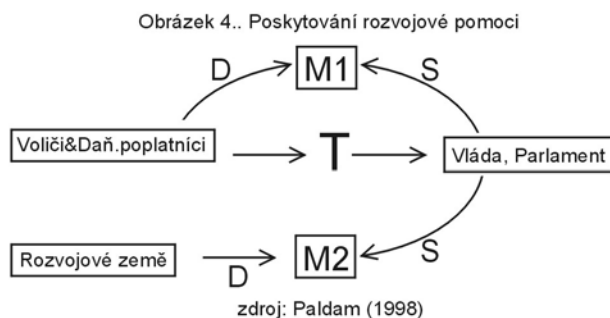 Obrázek 4.. Poskytování rozvojové pomoci
D
M1
S
Voliči&Daň.poplatníci
T
Vláda, Parlament
Rozvojové země
D
M2
S
zdroj: Paldam (1998)